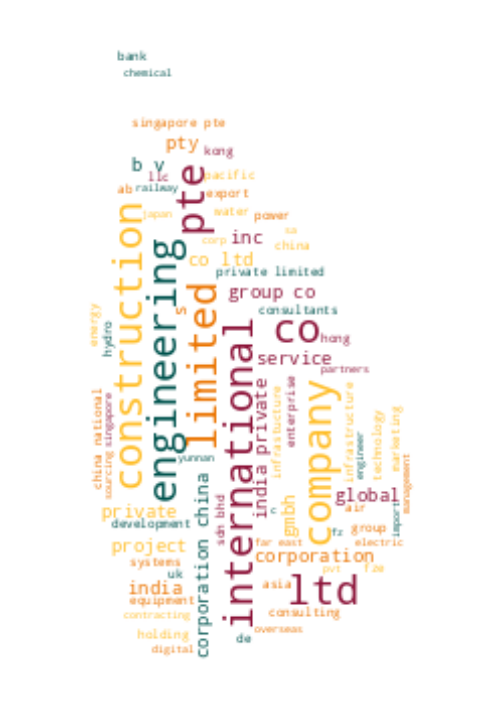 bank
chemical
singapore pte
pty
kong
b v
llc
pacific
ab
railway
export
pte
japan
water
power
construction
corp
inc
sa
china
engineering
co ltd
private limited
limited
group co
s
energy
hydro
consultants
co
hong
international
service
partners
china national
singapore
sourcing
india private
infrastucture
enterprise
company
infrastructure
engineer
technology
marketing
yunnan
management
corporation china
sdn bhd
c
gmbh
global
private
air
import
development
fz
group
project
far east
electric
corporation
systems
uk
pvt
fze
india
asia
ltd
equipment
contracting
consulting
holding
de
overseas
digital